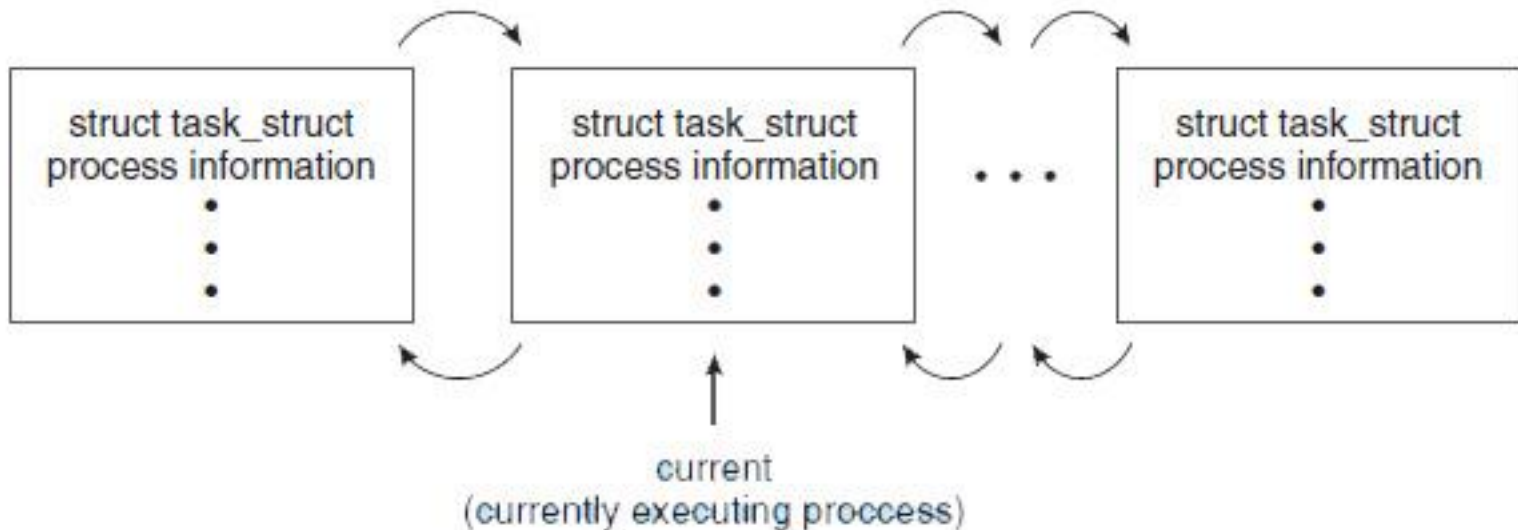 struct task_struct
process information
struct task_struct
process information
struct task_struct
process information
current
(currently executing proccess)